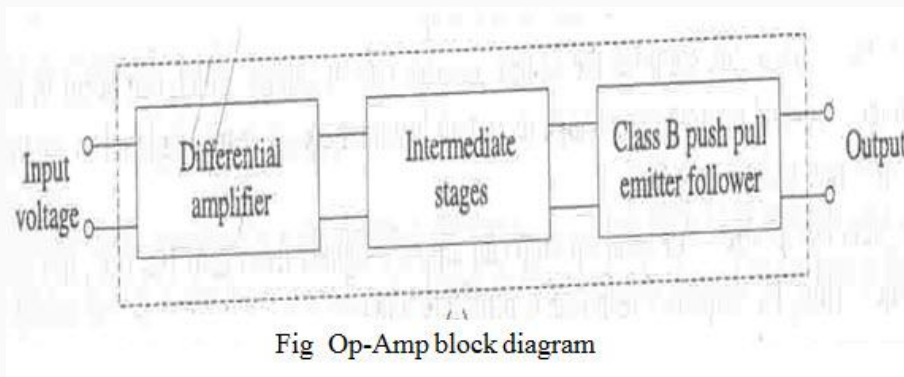 Input
voltage
Differential
amplifier
Intermediate
stages
Class B push pull
emitter follower
Output
Fig Op-Amp block diagram